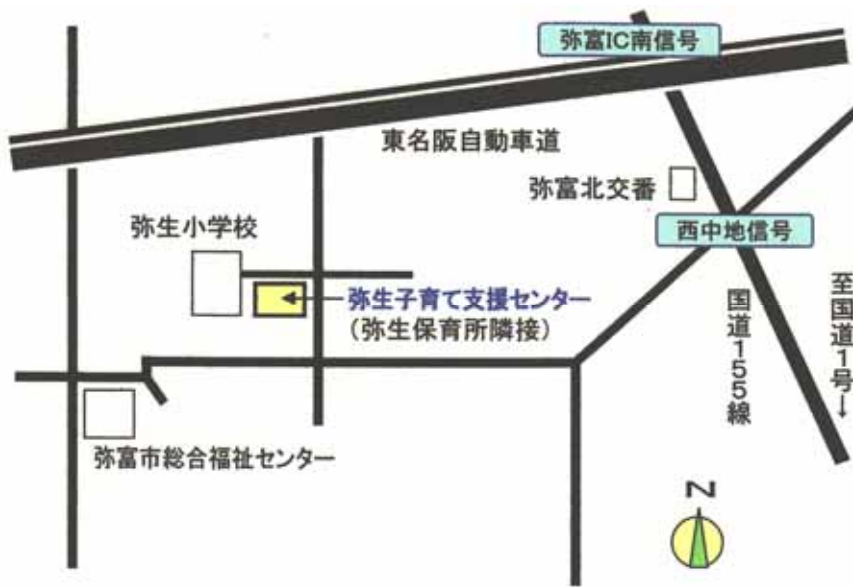 弥富IC南信号
東名阪自動車道
弥富北交番
弥生小学校
西中地信号
弥生子育て支援センター
(弥生保育所隣接)
国道155線
至国道1号→
弥富市総合福祉センター
N